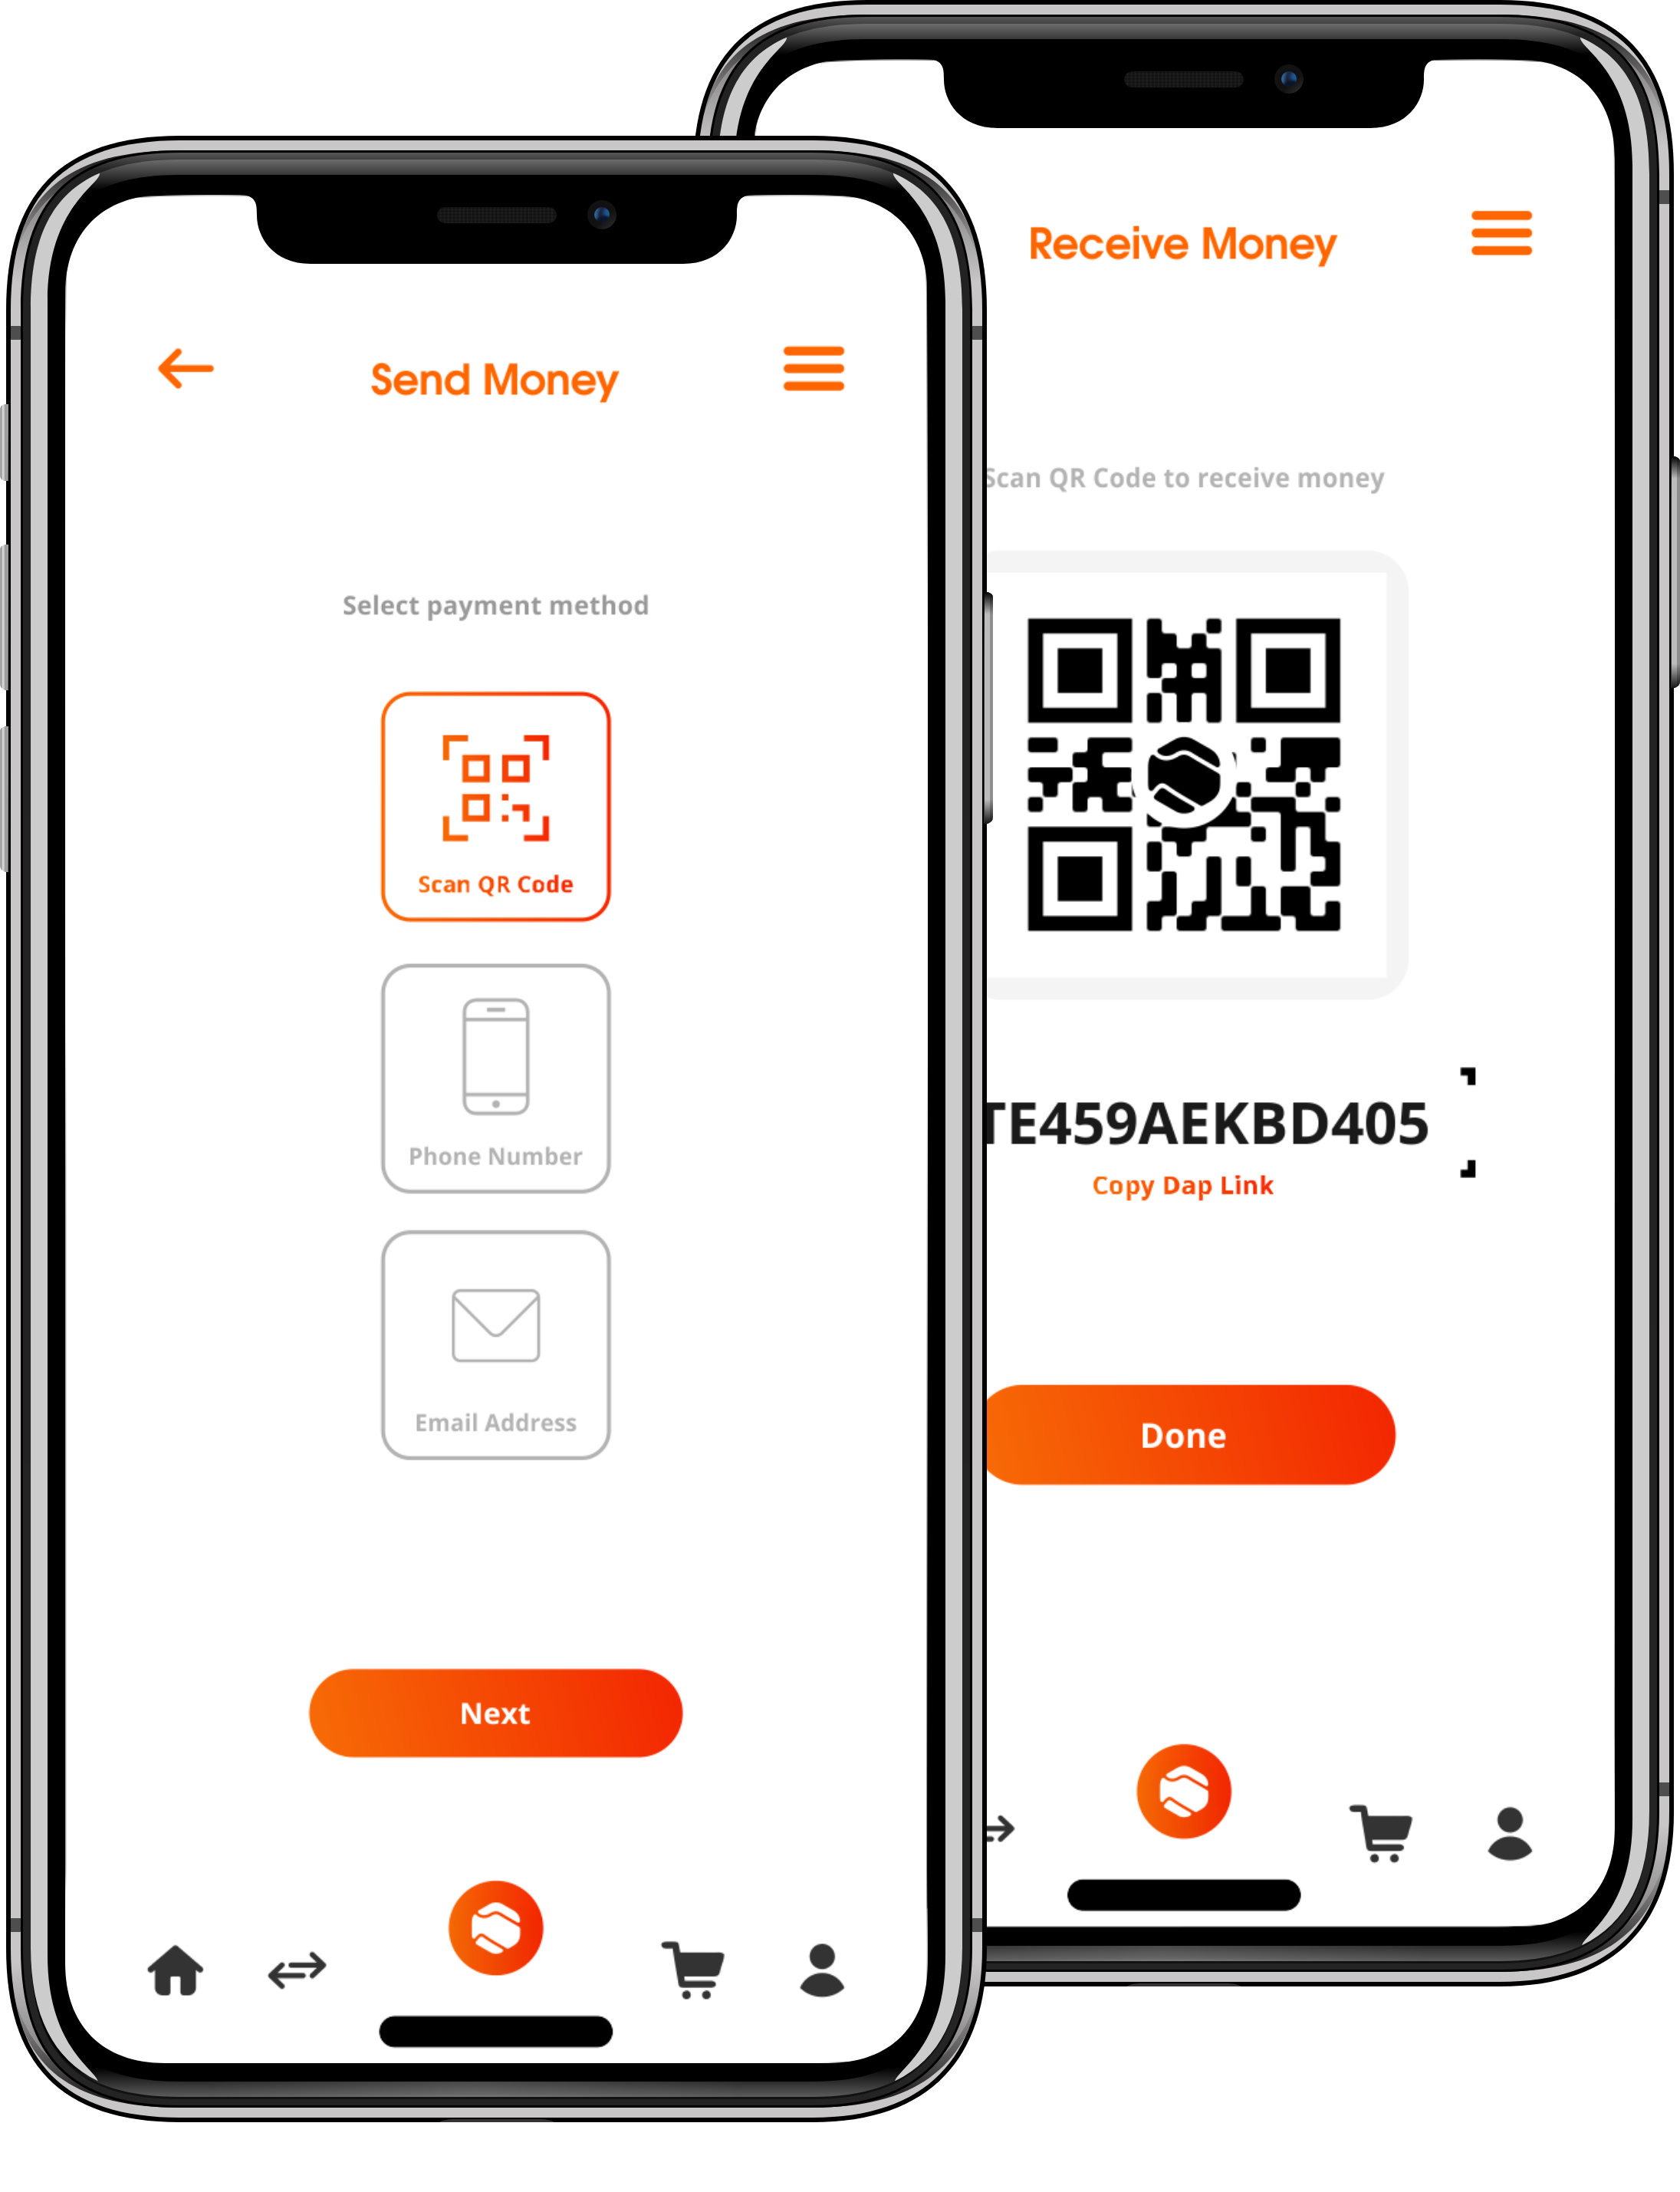 Send Money
Select payment method
Scan QR Code
Phone Number
Email Address
Next
Receive Money
Scan QR Code to receive money
TE459AEKBD405
Copy Dap Link
Done